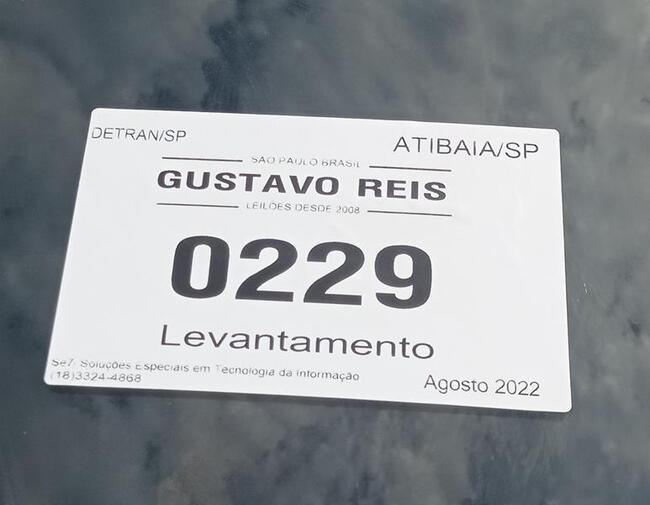 DETRAN/SP
ATIBAIA/SP
SÃO PAULO BRASIL
GUSTAVO REIS
LEILÕES DESDE 2008
0229
Levantamento
Se7- Soluções Especiais em Tecnologia da Informação
(18)3324-4868
Agosto 2022